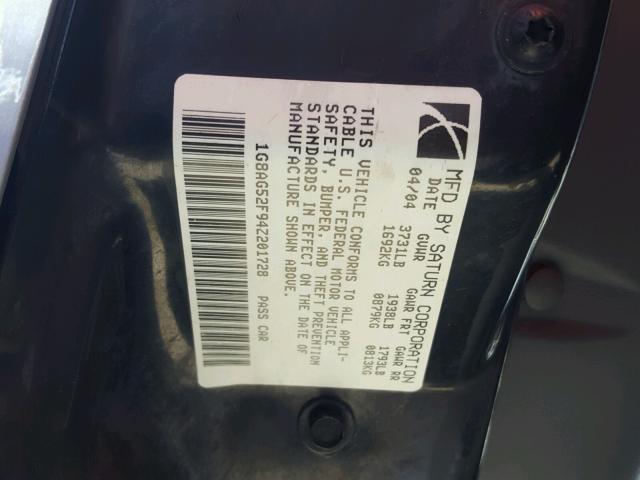 MFD BY SATURN CORPORATION
DATE GVWR GAWR FRT GAWR RR
04/04 3731LB 1938LB 1793LB
1692KG 0879KG 0813KG
THIS VEHICLE CONFORMS TO ALL APPLI-
CABLE U.S. FEDERAL MOTOR VEHICLE
SAFETY, BUMPER, AND THEFT PREVENTION
STANDARDS IN EFFECT ON THE DATE OF
MANUFACTURE SHOWN ABOVE.
1G8AG52F94Z201728 PASS CAR